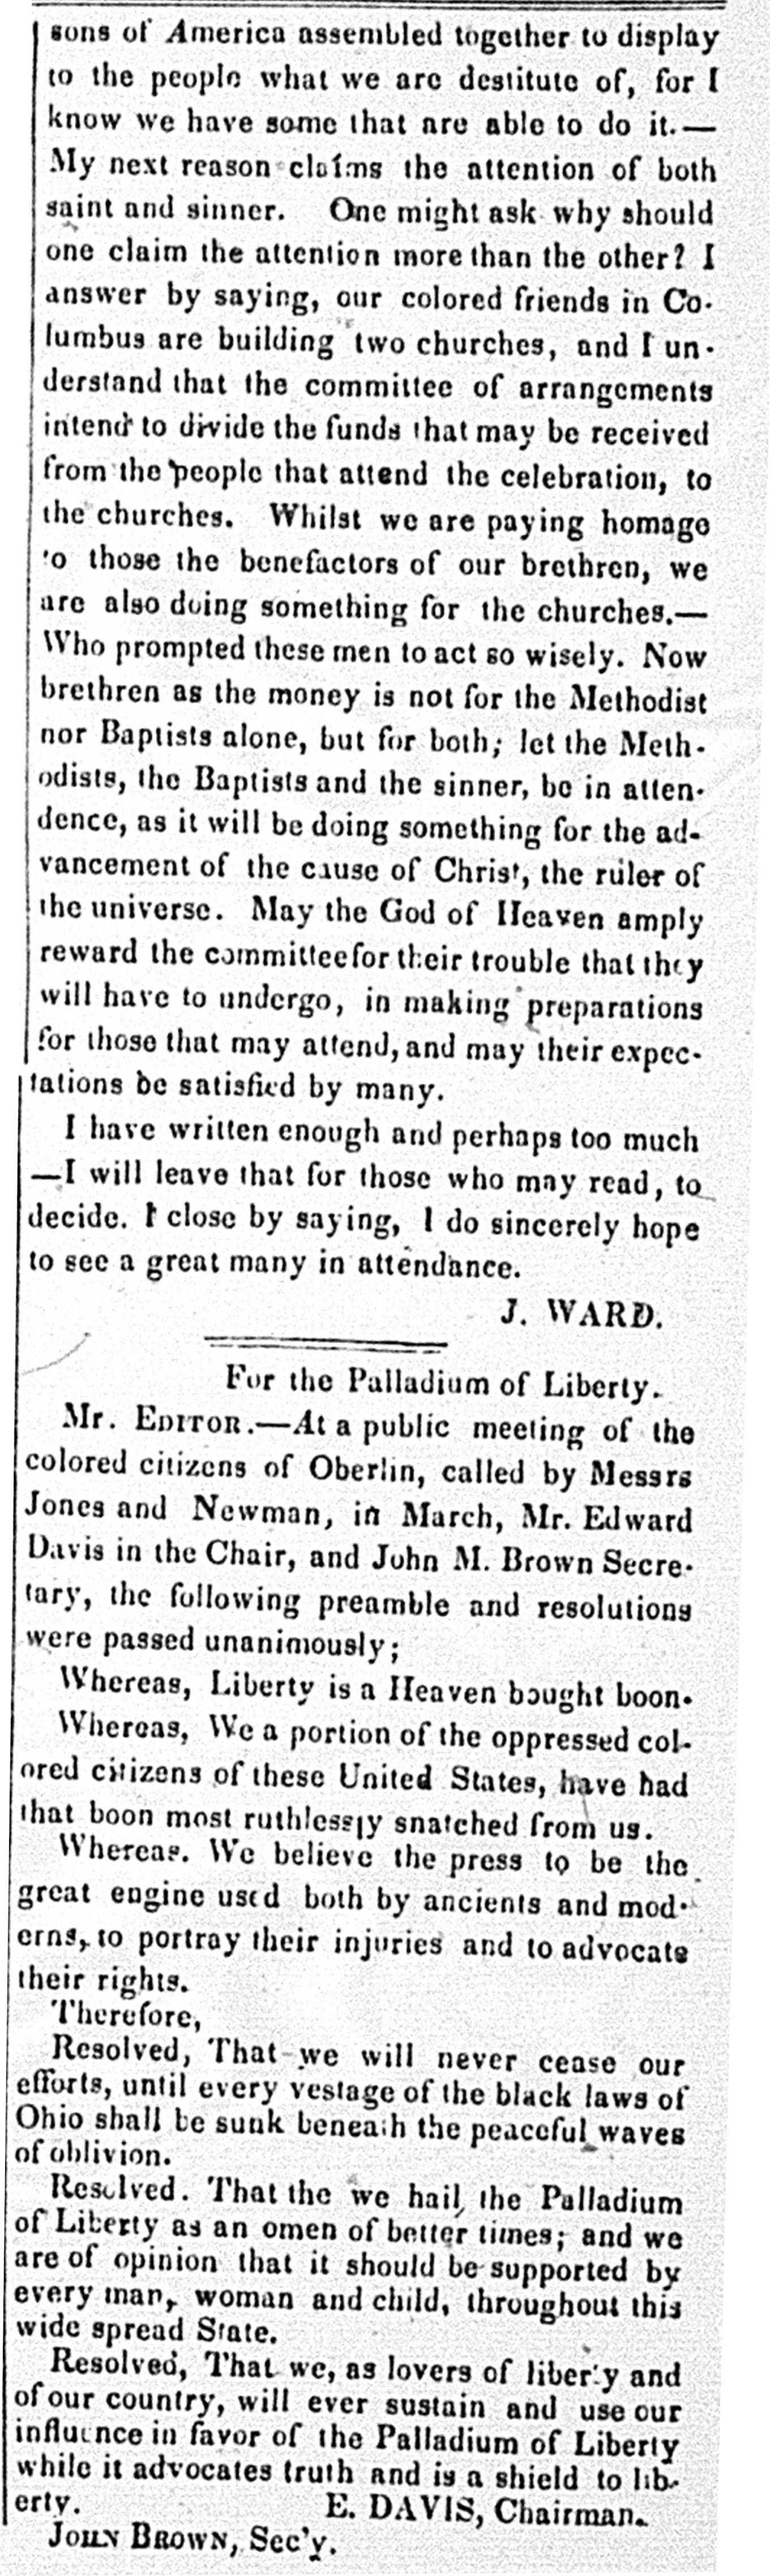 sons of America assembled together to display
to the people what we are destitute of, for I
know we have some that are able to do it.—
My next reason claims the attention of both
saint and sinner. One might ask why should
one claim the attention more than the other? I
answer by saying, our colored friends in Co-
lumbus are building two churches, and I un-
derstand that the committee of arrangements
intend to divide the funds that may be received
from the people that attend the celebration, to
the churches. Whilst we are paying homage
to those the benefactors of our brethren, we
are also doing something for the churches.—
Who prompted these men to act so wisely. Now
brethren as the money is not for the Methodist
nor Baptists alone, but for both; let the Meth-
odists, the Baptists and the sinner, be in atten-
dence, as it will be doing something for the ad-
vancement of the cause of Christ, the ruler of
the universe. May the God of Heaven amply
reward the committee for their trouble that they
will have to undergo, in making preparations
for those that may attend, and may their expec-
tations be satisfied by many.
I have written enough and perhaps too much
—I will leave that for those who may read, to
decide. I close by saying, I do sincerely hope
to see a great many in attendance.
J. WARD.
For the Palladium of Liberty.
Mr. EDITOR.—At a public meeting of the
colored citizens of Oberlin, called by Messrs
Jones and Newman, in March, Mr. Edward
Davis in the Chair, and John M. Brown Secre-
tary, the following preamble and resolutions
were passed unanimously;
Whereas, Liberty is a Heaven bought boon.
Whereas, We a portion of the oppressed col-
ored citizens of these United States, have had
that boon most ruthlessly snatched from us.
Whereas. We believe the press to be the
great engine used both by ancients and mod-
erns, to portray their injuries and to advocate
their rights.
Therefore,
Resolved, That we will never cease our
efforts, until every vestage of the black laws of
Ohio shall be sunk beneath the peaceful waves
of oblivion.
Resolved. That the we hail, the Palladium
of Liberty as an omen of better times; and we
are of opinion that it should be supported by
every man, woman and child, throughout this
wide spread State.
Resolved, That we, as lovers of liberty and
of our country, will ever sustain and use our
influence in favor of the Palladium of Liberty
while it advocates truth and is a shield to lib-
erty. E. DAVIS, Chairman.
JOHN BROWN, Sec'y.